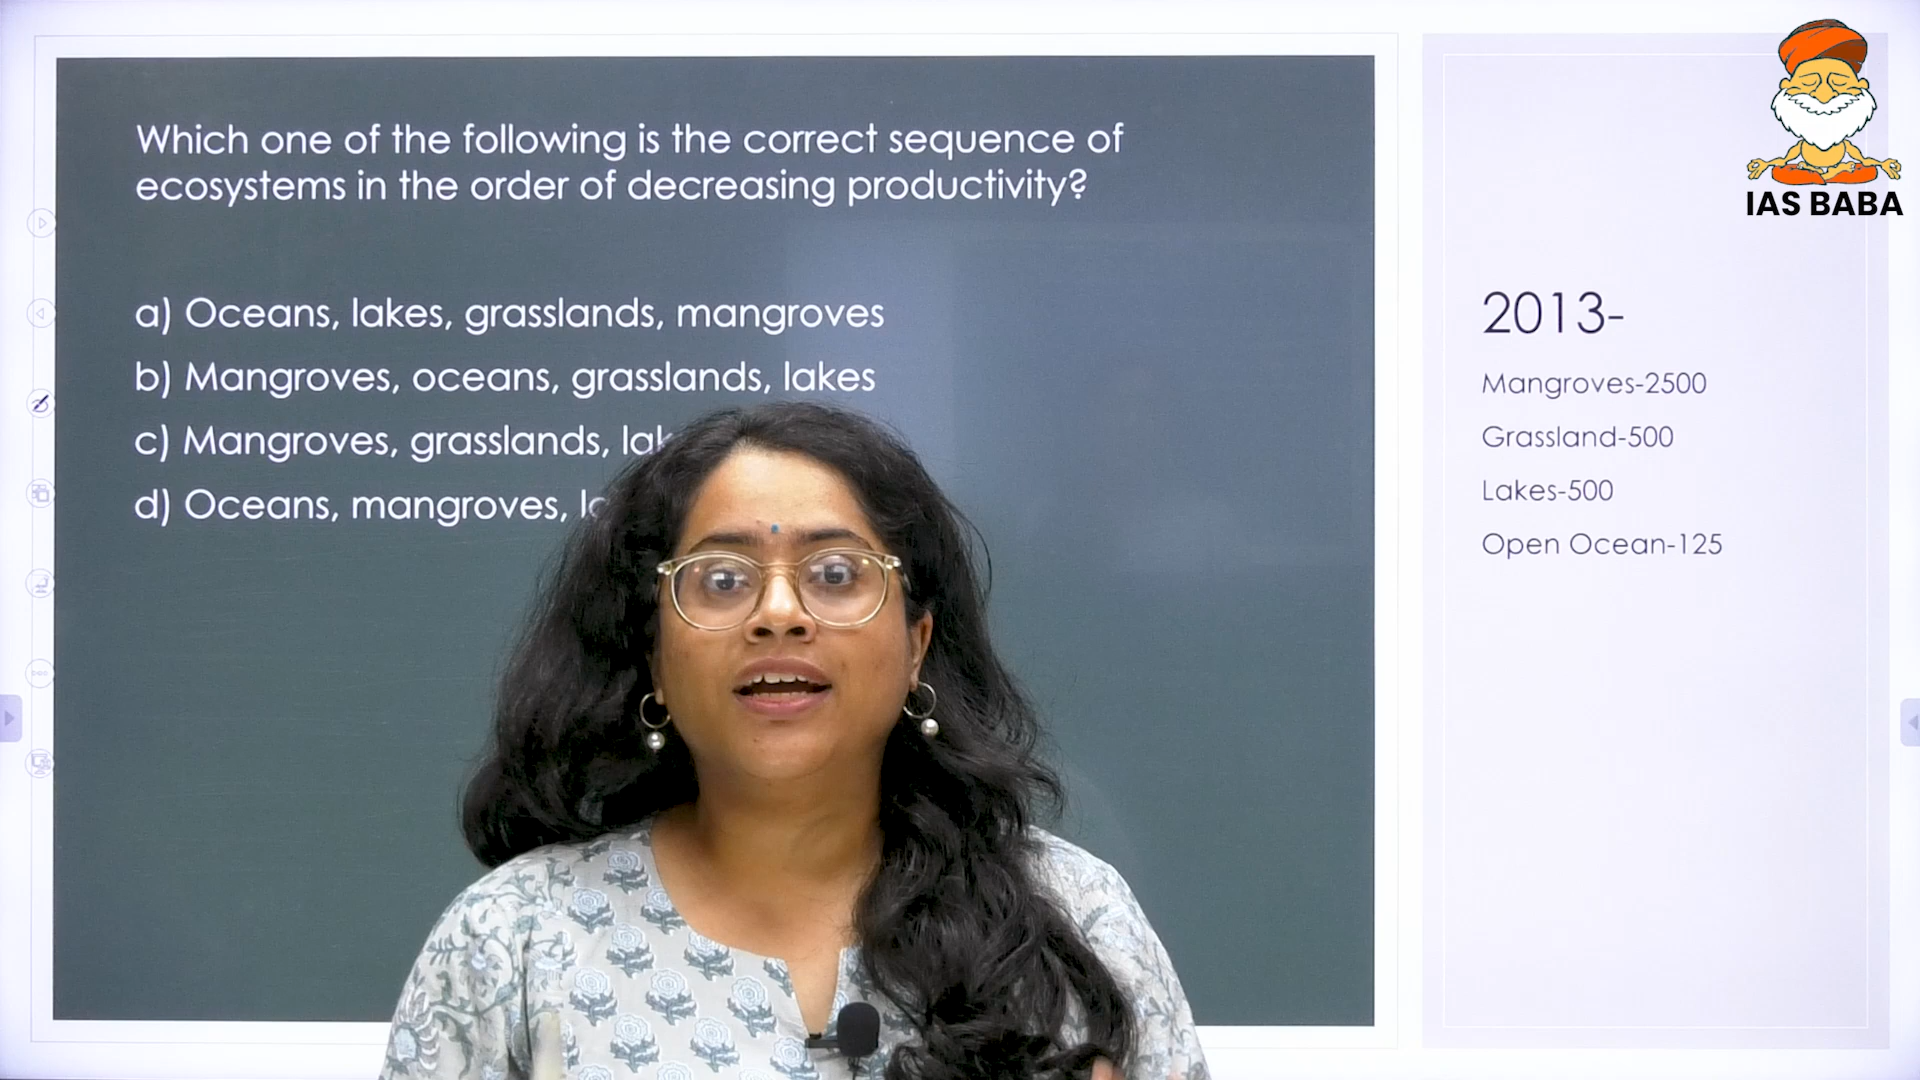 Which one of the following is the correct sequence of
ecosystems in the order of decreasing productivity?
a) Oceans, lakes, grasslands, mangroves
b) Mangroves, oceans, grasslands, lakes
c) Mangroves, grasslands,
d) Oceans, mangroves,
IAS BABA
2013-
Mangroves-2500
Grassland-500
Lakes-500
Open Ocean-125